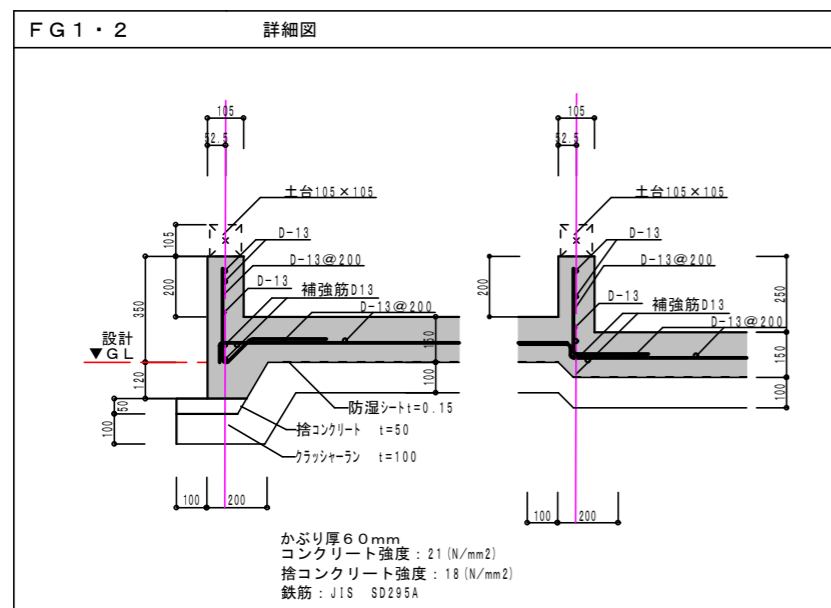 FG1・2 詳細図
105
52.5
土台105×105
D-13
D-13@200
D-13
補強筋D13
D-13@200
105
200
350
設計
▼GL
120
50
100
150
100
防湿シートt=0.15
捨コンクリート t=50
クラッシャーラン t=100
100
200
105
52.5
土台105×105
D-13
D-13@200
D-13
補強筋D13
D-13@200
200
250
150
100
100
200
かぶり厚60mm
コンクリート強度：21(N/mm2)
捨コンクリート強度：18(N/mm2)
鉄筋：JIS SD295A